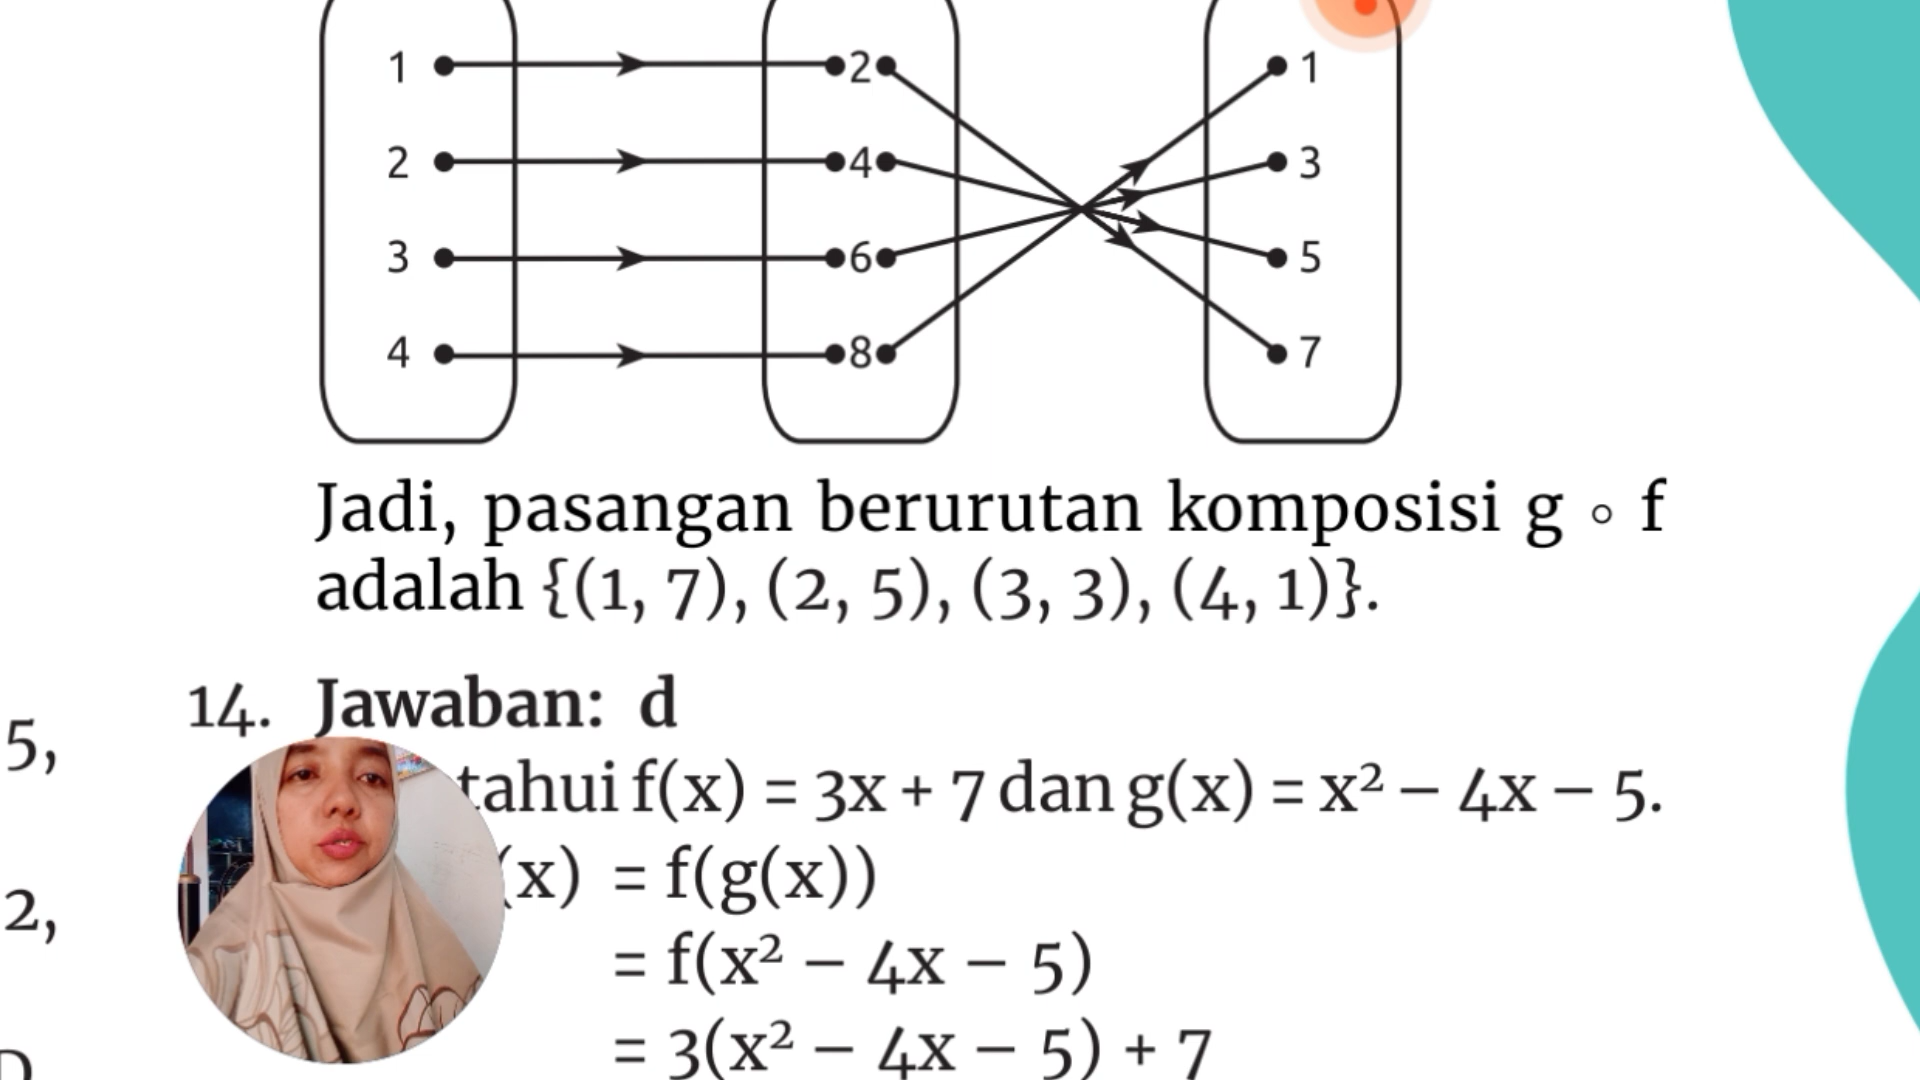 1 2 1
2 4 3
3 6 5
4 8 7
Jadi, pasangan berurutan komposisi g ∘ f
adalah {(1, 7), (2, 5), (3, 3), (4, 1)}.
14. Jawaban: d
5,
tahui f(x) = 3x + 7 dan g(x) = x² – 4x – 5.
(x) = f(g(x))
2,
= f(x² – 4x – 5)
= 3(x² – 4x – 5) + 7